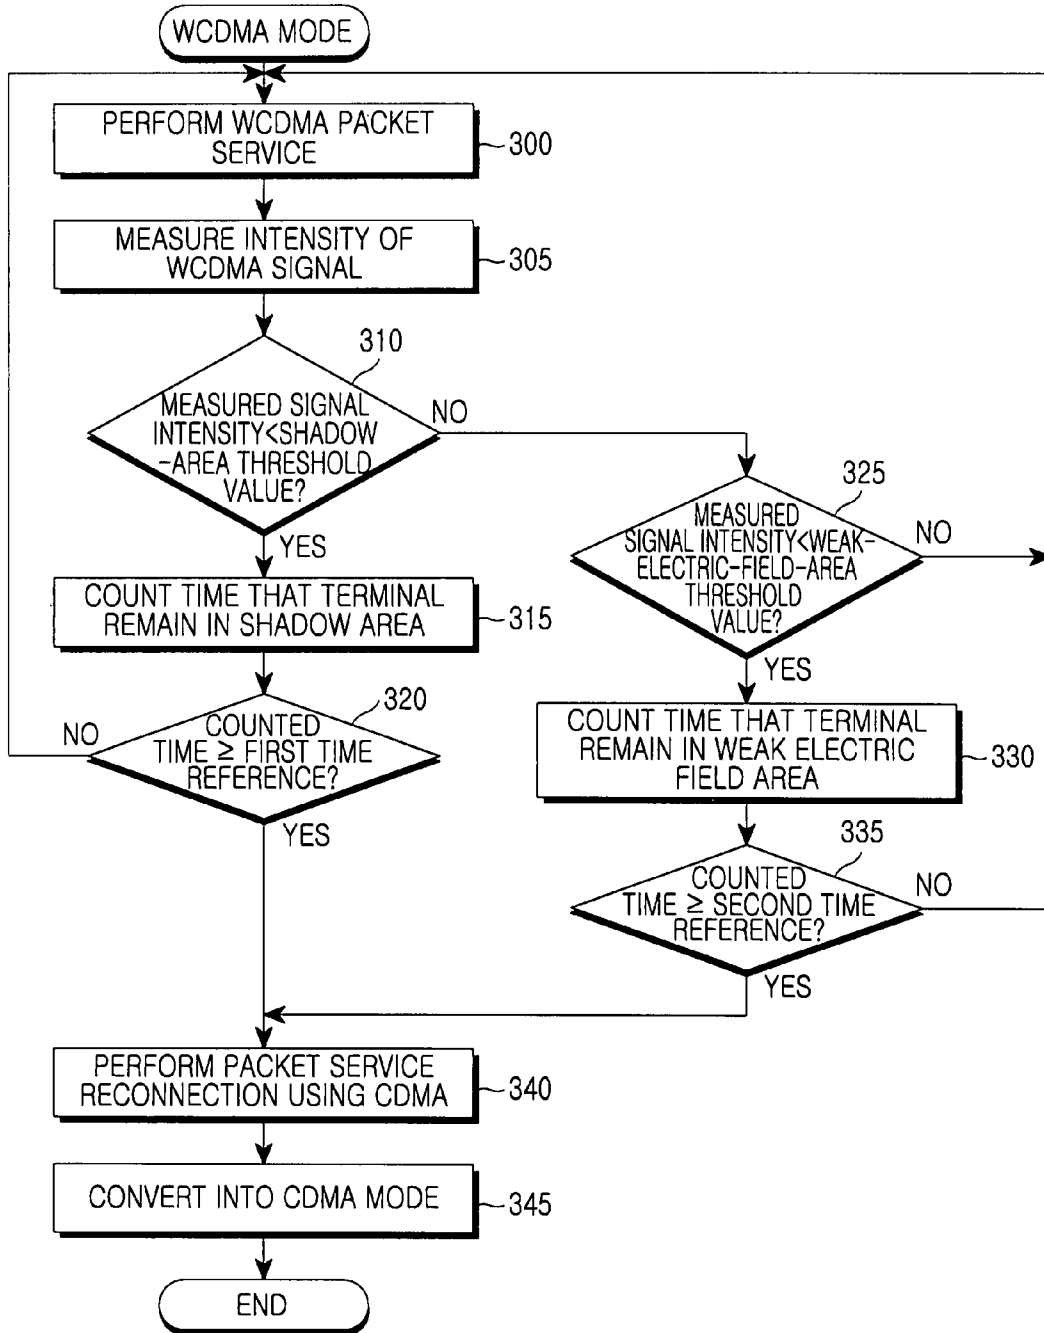 WCDMA MODE
PERFORM WCDMA PACKET
SERVICE
300
MEASURE INTENSITY OF
WCDMA SIGNAL
305
310
MEASURED SIGNAL
INTENSITY<SHADOW
-AREA THRESHOLD
VALUE?
NO
YES
325
MEASURED
SIGNAL INTENSITY<WEAK-
ELECTRIC-FIELD-AREA
THRESHOLD
VALUE?
NO
YES
COUNT TIME THAT TERMINAL
REMAIN IN SHADOW AREA
315
320
COUNTED
TIME ≥ FIRST TIME
REFERENCE?
NO
YES
COUNT TIME THAT TERMINAL
REMAIN IN WEAK ELECTRIC
FIELD AREA
330
335
COUNTED
TIME ≥ SECOND TIME
REFERENCE?
NO
YES
PERFORM PACKET SERVICE
RECONNECTION USING CDMA
340
CONVERT INTO CDMA MODE
345
END